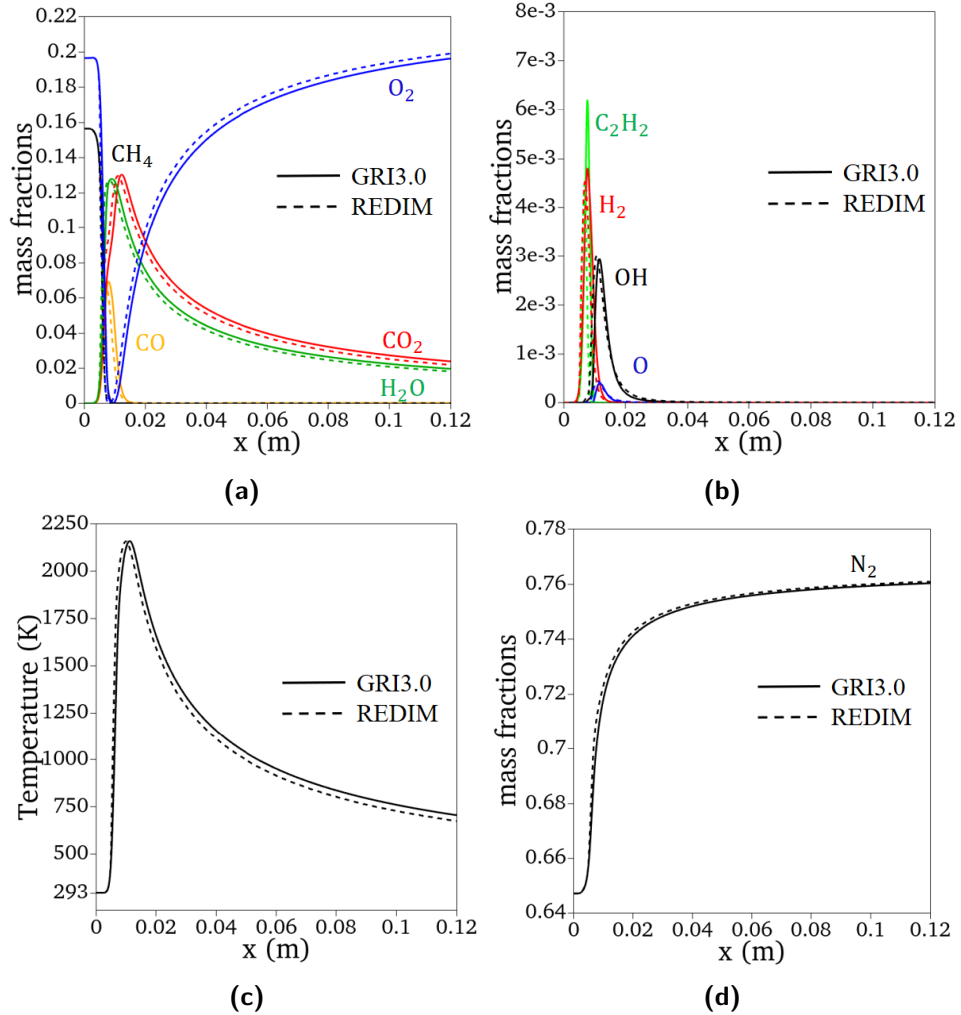 0.22
0.2
0.18
0.16
0.14
0.12
0.1
0.08
0.06
0.04
0.02
0
mass fractions
O₂
CH₄
GRI3.0
REDIM
CO
CO₂
H₂O
0 0.02 0.04 0.06 0.08 0.1 0.12
x (m)
(a)
8e-3
7e-3
6e-3
5e-3
4e-3
3e-3
2e-3
1e-3
0
mass fractions
C₂H₂
GRI3.0
H₂
REDIM
OH
O
0 0.02 0.04 0.06 0.08 0.1 0.12
x (m)
(b)
2250
2000
1750
1500
1250
1000
750
500
293
Temperature (K)
GRI3.0
REDIM
0 0.02 0.04 0.06 0.08 0.1 0.12
x (m)
(c)
0.78
0.76
0.74
0.72
0.7
0.68
0.66
0.64
mass fractions
N₂
GRI3.0
REDIM
0 0.02 0.04 0.06 0.08 0.1 0.12
x (m)
(d)